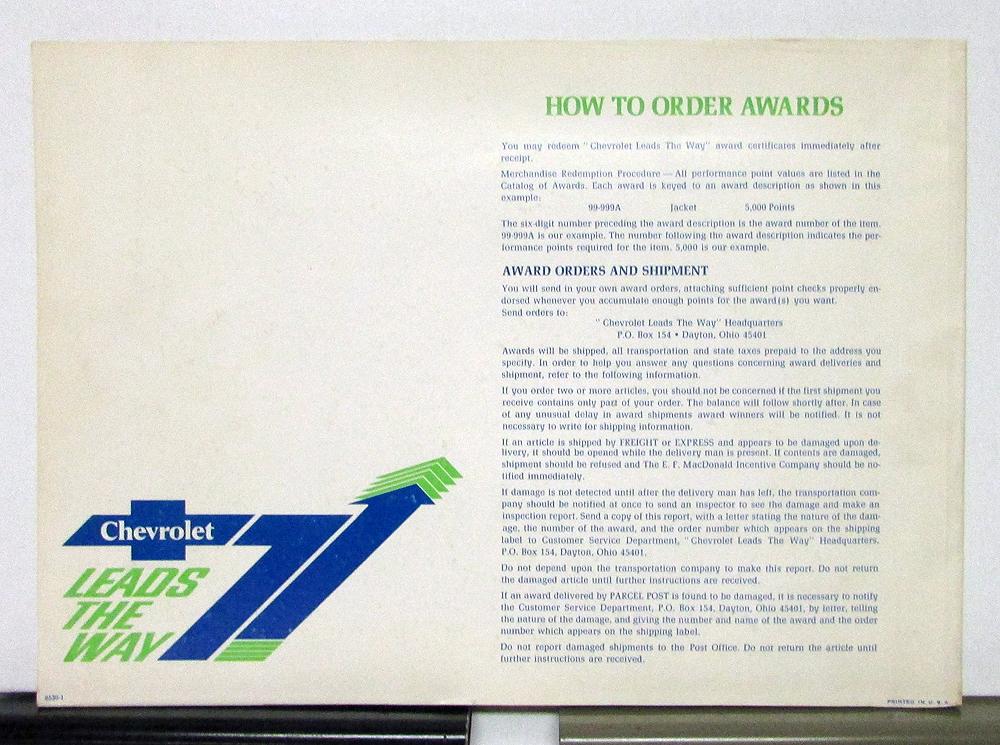 HOW TO ORDER AWARDS
You may redeem "Chevrolet Leads The Way" award certificates immediately after
receipt.
Merchandise Redemption Procedure — All performance point values are listed in the
Catalog of Awards. Each award is keyed to an award description as shown in this
example:
99-999A Jacket 5,000 Points
The six-digit number preceding the award description is the award number of the item.
99-999A is our example. The number following the award description indicates the per-
formance points required for the item. 5,000 is our example.
AWARD ORDERS AND SHIPMENT
You will send in your own award orders, attaching sufficient point checks properly en-
dorsed whenever you accumulate enough points for the award(s) you want.
Send orders to:
"Chevrolet Leads The Way" Headquarters
P.O. Box 154 • Dayton, Ohio 45401
Awards will be shipped, all transportation and state taxes prepaid to the address you
specify. In order to help you answer any questions concerning award deliveries and
shipment, refer to the following information.
If you order two or more articles, you should not be concerned if the first shipment you
receive contains only part of your order. The balance will follow shortly after. In case
of any unusual delay in award shipments award winners will be notified. It is not
necessary to write for shipping information.
If an article is shipped by FREIGHT or EXPRESS and appears to be damaged upon de-
livery, it should be opened while the delivery man is present. If contents are damaged,
shipment should be refused and The E. F. MacDonald Incentive Company should be no-
tified immediately.
If damage is not detected until after the delivery man has left, the transportation com-
pany should be notified at once to send an inspector to see the damage and make an
inspection report. Send a copy of this report, with a letter stating the nature of the dam-
age, the number of the award, and the order number which appears on the shipping
label to Customer Service Department, "Chevrolet Leads The Way" Headquarters,
P.O. Box 154, Dayton, Ohio 45401.
Do not depend upon the transportation company to make this report. Do not return
the damaged article until further instructions are received.
If an award delivered by PARCEL POST is found to be damaged, it is necessary to notify
the Customer Service Department, P.O. Box 154, Dayton, Ohio 45401, by letter, telling
the nature of the damage, and giving the number and name of the award and the order
number which appears on the shipping label.
Do not report damaged shipments to the Post Office. Do not return the article until
further instructions are received.
Chevrolet
LEADS
THE
WAY
77
8530-1
PRINTED IN U.S.A.